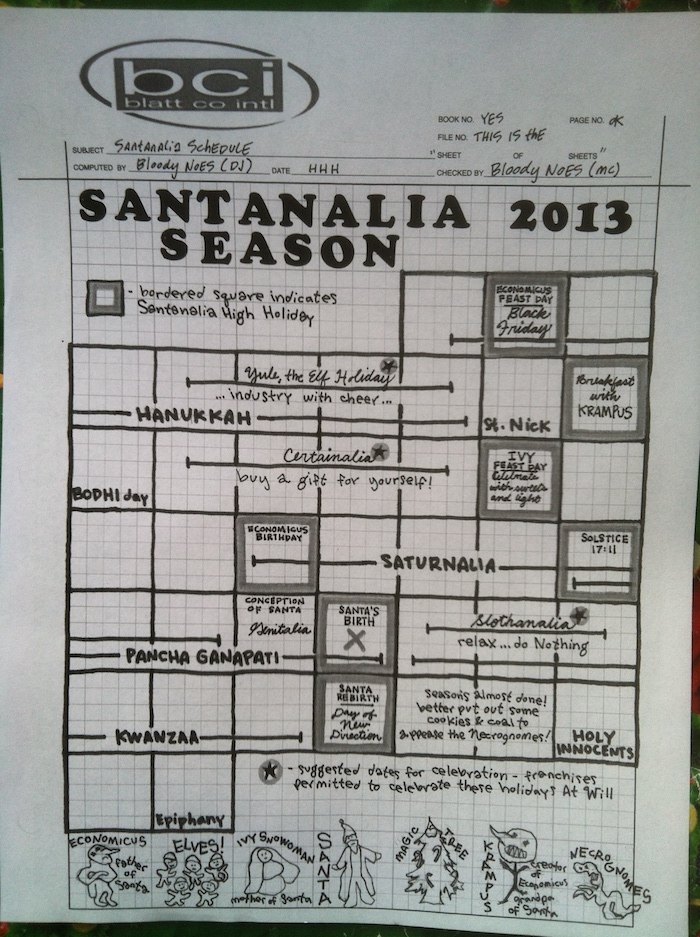 bci
blatt co intl
BOOK NO. YES PAGE NO. OK
FILE NO. THIS IS the
SUBJECT Santanalia SCHEDULE "SHEET OF SHEETS"
COMPUTED BY Bloody NoES (DJ) DATE HHH CHECKED BY Bloody NoES (MC)
SANTANALIA 2013
SEASON
- bordered square indicates
Santanalia High Holiday
ECONOMICUS
FEAST DAY
Black
Friday
Yule, the Elf Holiday
...industry with cheer...
HANUKKAH
St. Nick
Breakfast
with
KRAMPUS
BODHI day
Certainalia
buy a gift for yourself!
IVY
FEAST DAY
Celebrate
with sweets
and light
ECONOMICUS
BIRTHDAY
SATURNALIA
SOLSTICE
17:11
CONCEPTION
OF SANTA
Genitalia
SANTA'S
BIRTH
X
Slothanalia
relax...do Nothing
PANCHA GANAPATI
KWANZAA
SANTA
REBIRTH
Day of
New
Direction
Season's almost done!
better put out some
cookies & coal to
appease the Necrognomes!
HOLY
INNOCENTS
Epiphany
- suggested dates for celebration - franchises
permitted to celebrate these holidays At Will
ECONOMICUS
father
of
Santa
ELVES!
IVY SNOWOMAN
mother of Santa
SANTA
MAGIC TREE
KRAMPUS
creator
of
Economicus
grandpa
of Santa
NECROGNOMES